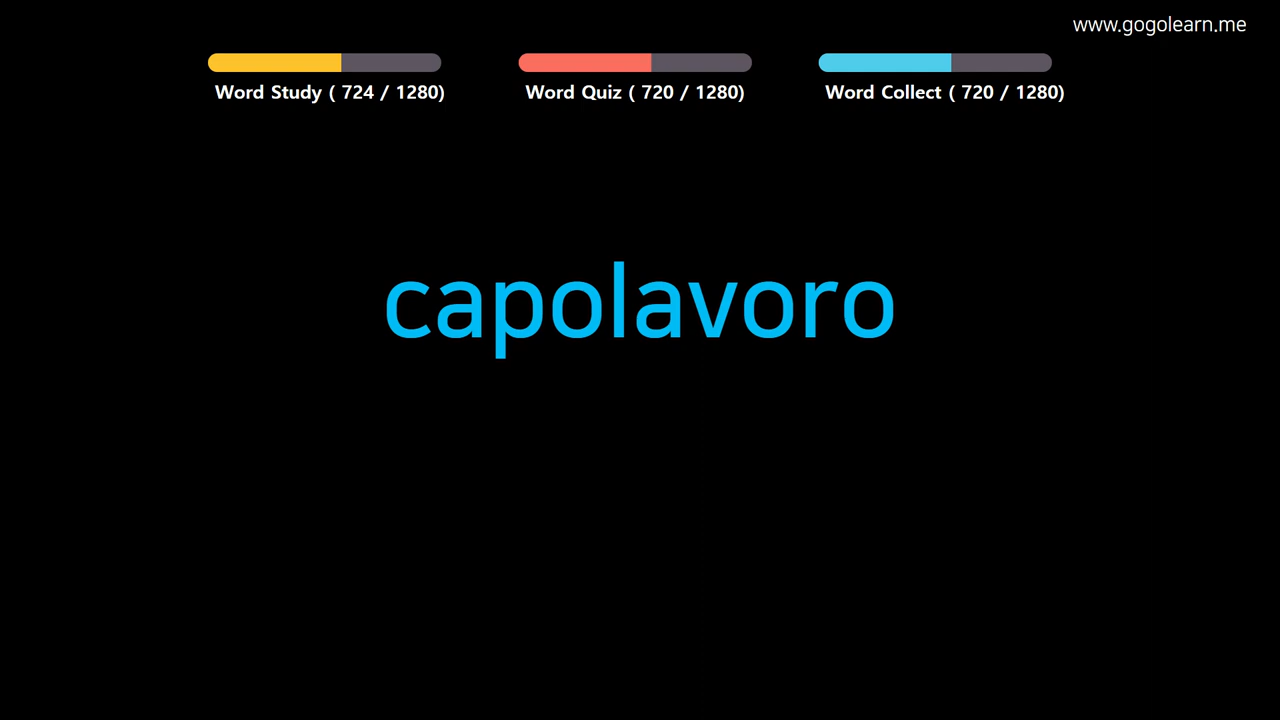 www.gogolearn.me
Word Study ( 724 / 1280)
Word Quiz ( 720 / 1280)
Word Collect ( 720 / 1280)
capolavoro